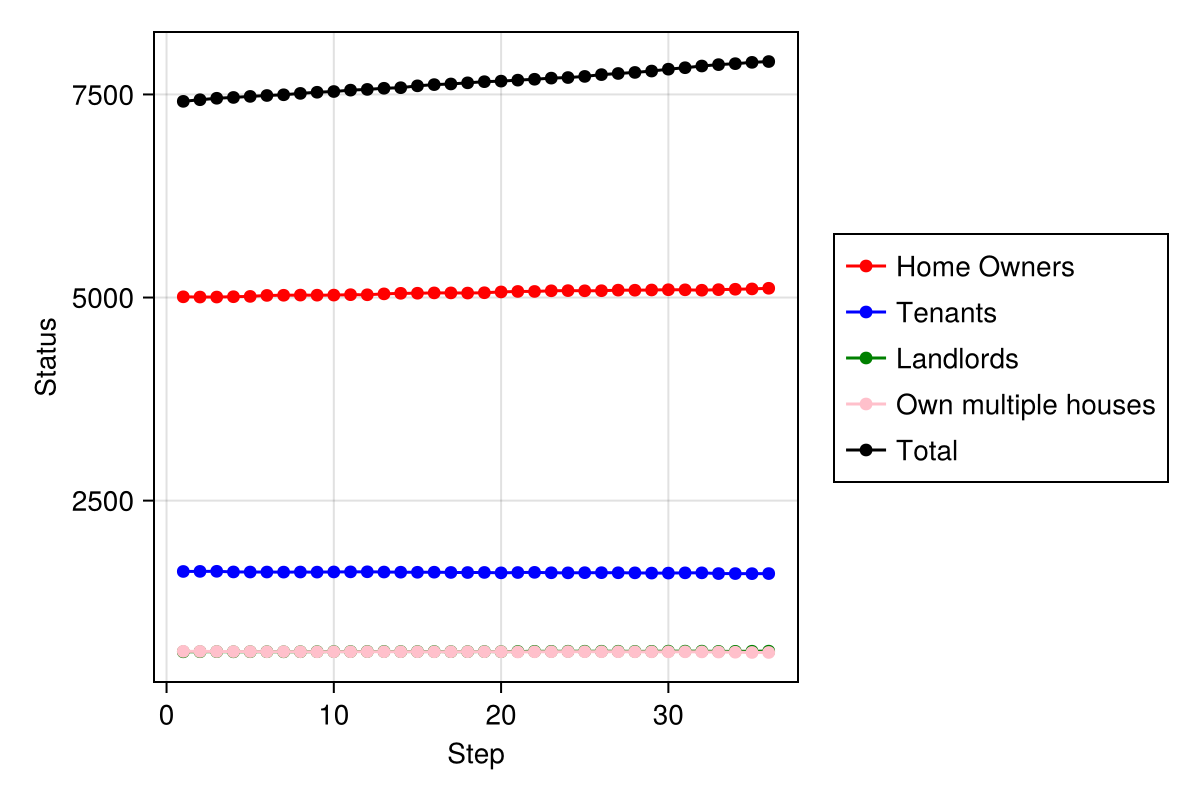 7500
5000
2500
Status
0 10 20 30
Step
Home Owners
Tenants
Landlords
Own multiple houses
Total